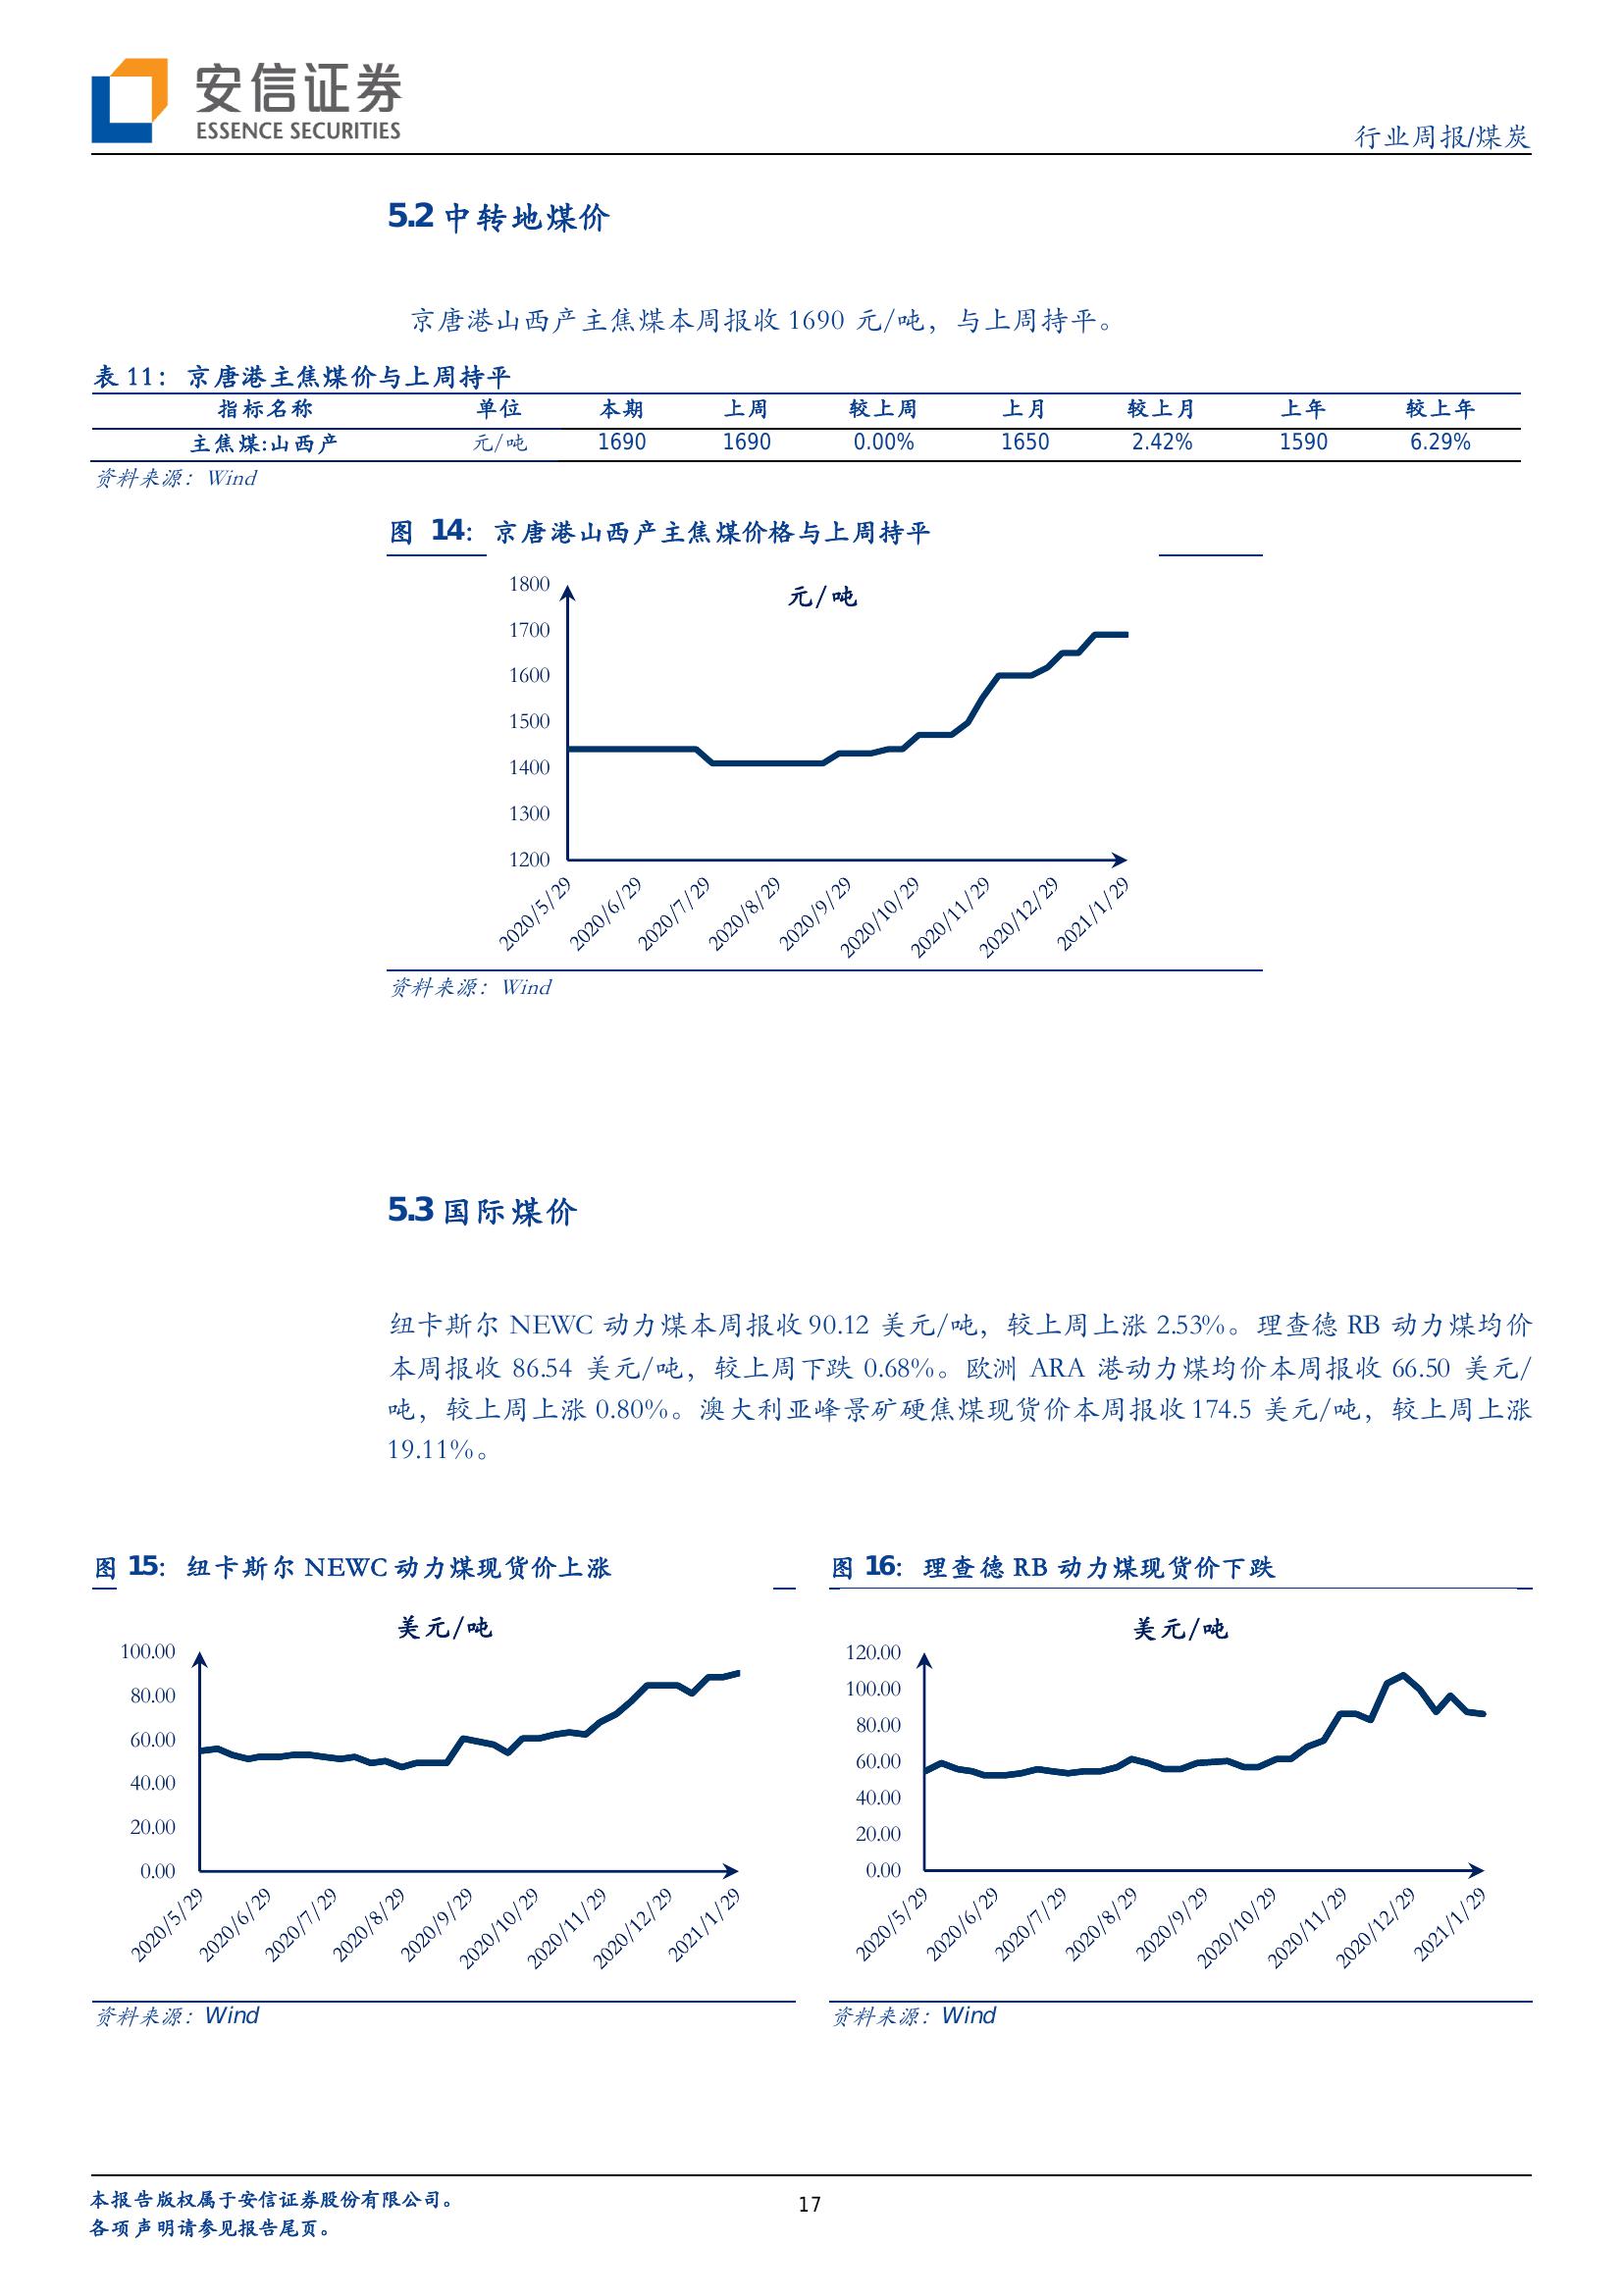 安信证券
ESSENCE SECURITIES
行业周报/煤炭
5.2 中转地煤价
京唐港山西产主焦煤本周报收 1690 元/吨，与上周持平。
表 11：京唐港主焦煤价与上周持平
指标名称 单位 本期 上周 较上周 上月 较上月 上年 较上年
主焦煤:山西产 元/吨 1690 1690 0.00% 1650 2.42% 1590 6.29%
资料来源：Wind
图 14：京唐港山西产主焦煤价格与上周持平
元/吨
1800
1700
1600
1500
1400
1300
1200
2020/5/29 2020/6/29 2020/7/29 2020/8/29 2020/9/29 2020/10/29 2020/11/29 2020/12/29 2021/1/29
资料来源：Wind
5.3 国际煤价
纽卡斯尔 NEWC 动力煤本周报收 90.12 美元/吨，较上周上涨 2.53%。理查德 RB 动力煤均价
本周报收 86.54 美元/吨，较上周下跌 0.68%。欧洲 ARA 港动力煤均价本周报收 66.50 美元/
吨，较上周上涨 0.80%。澳大利亚峰景矿硬焦煤现货价本周报收 174.5 美元/吨，较上周上涨
19.11%。
图 15：纽卡斯尔 NEWC 动力煤现货价上涨
美元/吨
100.00
80.00
60.00
40.00
20.00
0.00
2020/5/29 2020/6/29 2020/7/29 2020/8/29 2020/9/29 2020/10/29 2020/11/29 2020/12/29 2021/1/29
资料来源：Wind
图 16：理查德 RB 动力煤现货价下跌
美元/吨
120.00
100.00
80.00
60.00
40.00
20.00
0.00
2020/5/29 2020/6/29 2020/7/29 2020/8/29 2020/9/29 2020/10/29 2020/11/29 2020/12/29 2021/1/29
资料来源：Wind
本报告版权属于安信证券股份有限公司。
各项声明请参见报告尾页。
17